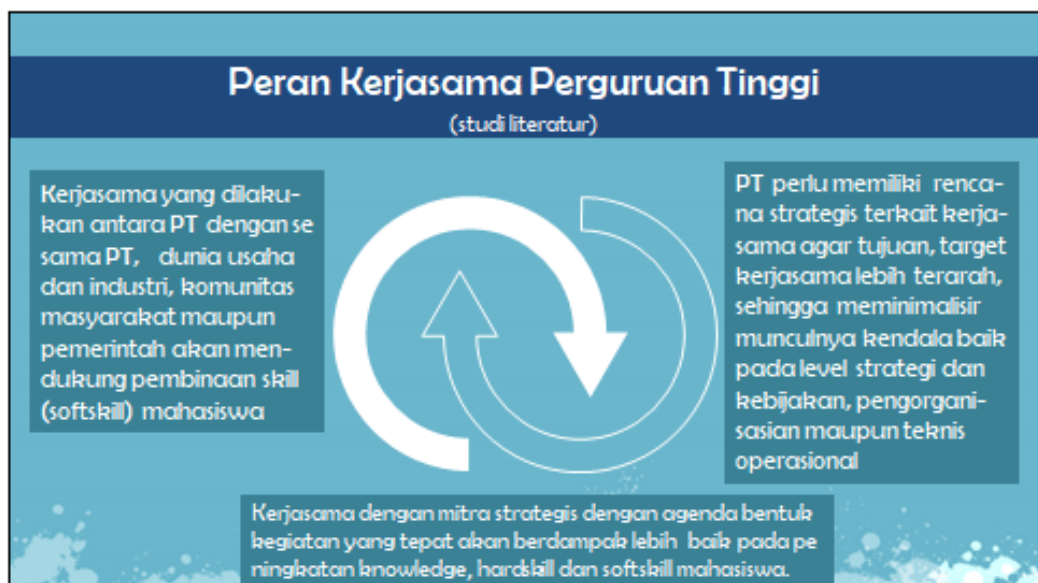 Peran Kerjasama Perguruan Tinggi
(studi literatur)
Kerjasama yang dilaku-
kan antara PT dengan se
sama PT, dunia usaha
dan industri, komunitas
masyarakat maupun
pemerintah akan men-
dukung pembinaan skill
(softskill) mahasiswa
PT perlu memiliki renca-
na strategis terkait kerja-
sama agar tujuan, target
kerjasama lebih terarah,
sehingga meminimalisir
munculnya kendala baik
pada level strategi dan
kebijakan, pengorgani-
sasian maupun teknis
operasional
Kerjasama dengan mitra strategis dengan agenda bentuk
kegiatan yang tepat akan berdampak lebih baik pada pe
ningkatan knowledge, hardskill dan softskill mahasiswa.